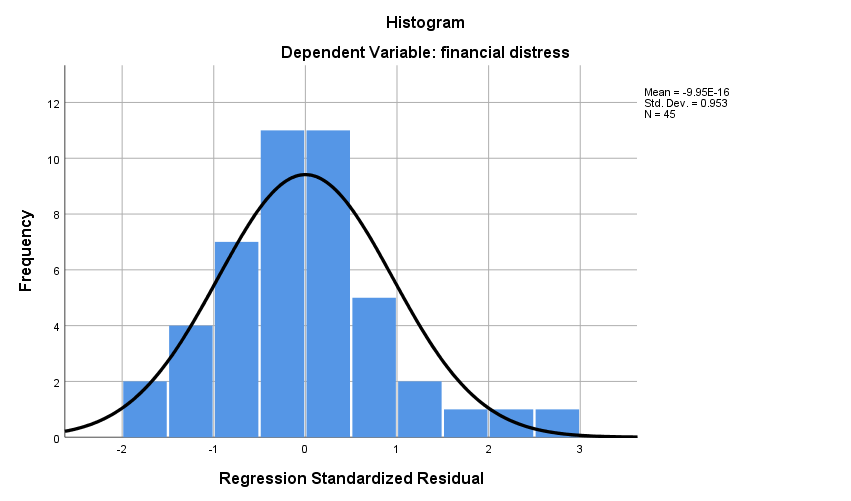 Histogram
Dependent Variable: financial distress
Mean = -9.95E-16
Std. Dev. = 0.953
N = 45
Frequency
12
10
8
6
4
2
0
-2 -1 0 1 2 3
Regression Standardized Residual